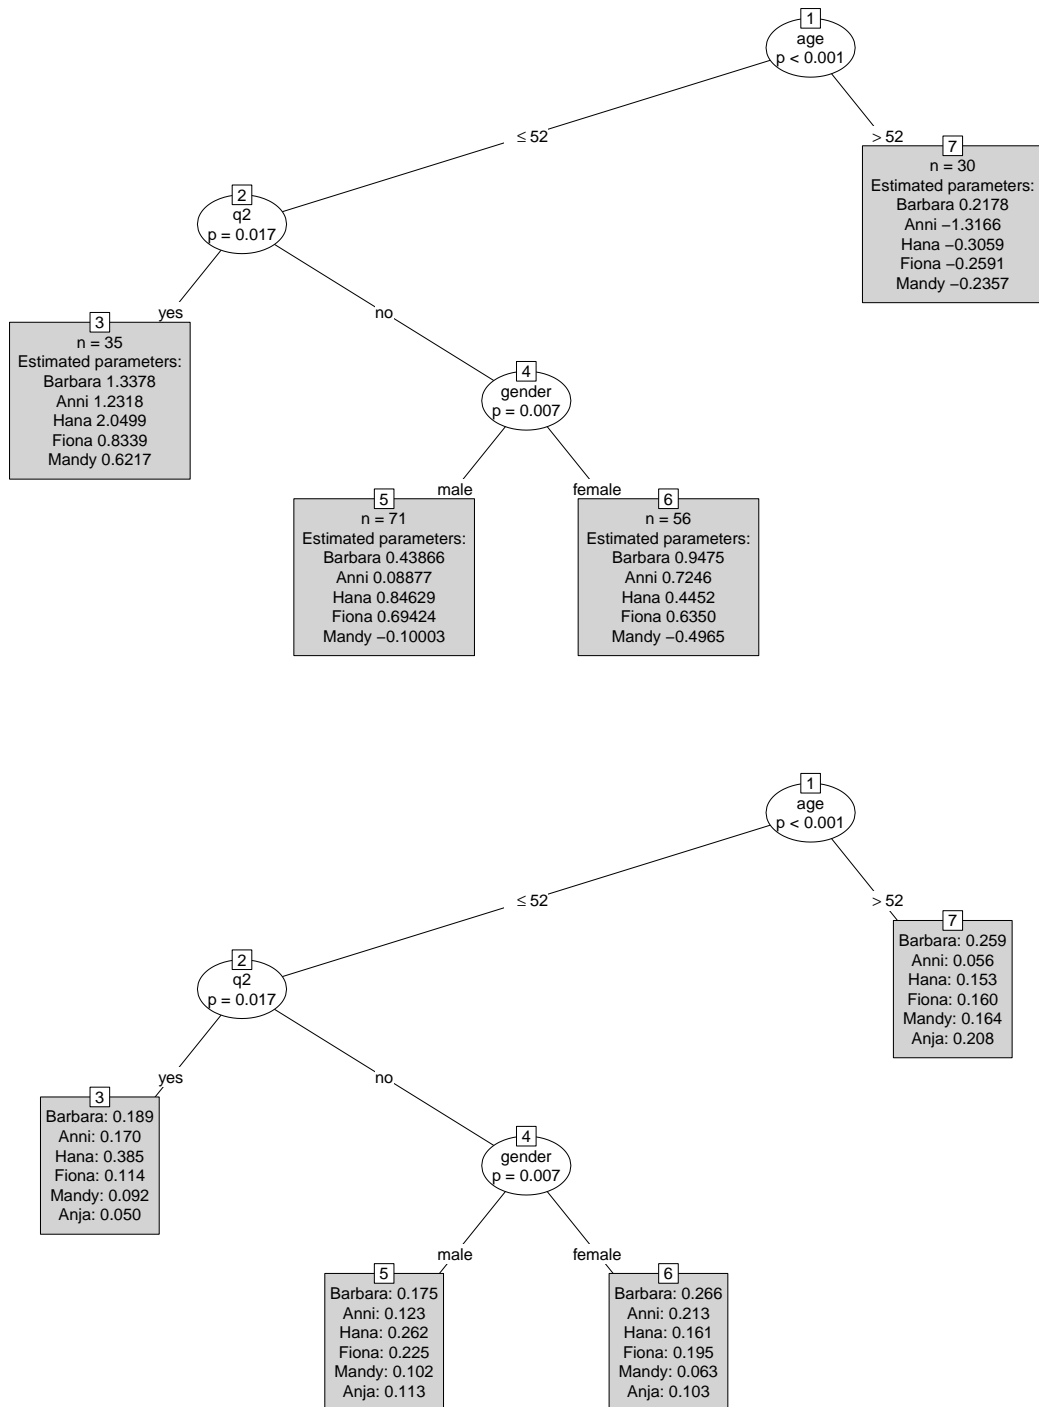 1
age
p < 0.001
≤ 52
> 52
7
n = 30
Estimated parameters:
Barbara 0.2178
Anni −1.3166
Hana −0.3059
Fiona −0.2591
Mandy −0.2357
2
q2
p = 0.017
yes
no
3
n = 35
Estimated parameters:
Barbara 1.3378
Anni 1.2318
Hana 2.0499
Fiona 0.8339
Mandy 0.6217
4
gender
p = 0.007
male
female
5
n = 71
Estimated parameters:
Barbara 0.43866
Anni 0.08877
Hana 0.84629
Fiona 0.69424
Mandy −0.10003
6
n = 56
Estimated parameters:
Barbara 0.9475
Anni 0.7246
Hana 0.4452
Fiona 0.6350
Mandy −0.4965
1
age
p < 0.001
≤ 52
> 52
7
Barbara: 0.259
Anni: 0.056
Hana: 0.153
Fiona: 0.160
Mandy: 0.164
Anja: 0.208
2
q2
p = 0.017
yes
no
3
Barbara: 0.189
Anni: 0.170
Hana: 0.385
Fiona: 0.114
Mandy: 0.092
Anja: 0.050
4
gender
p = 0.007
male
female
5
Barbara: 0.175
Anni: 0.123
Hana: 0.262
Fiona: 0.225
Mandy: 0.102
Anja: 0.113
6
Barbara: 0.266
Anni: 0.213
Hana: 0.161
Fiona: 0.195
Mandy: 0.063
Anja: 0.103